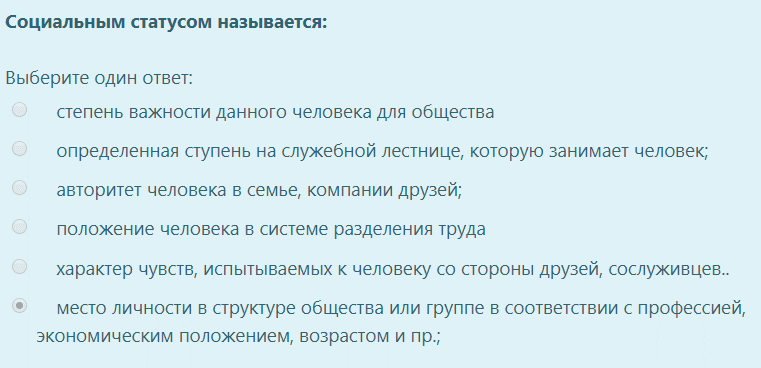 Социальным статусом называется:
Выберите один ответ:
степень важности данного человека для общества
определенная ступень на служебной лестнице, которую занимает человек;
авторитет человека в семье, компании друзей;
положение человека в системе разделения труда
характер чувств, испытываемых к человеку со стороны друзей, сослуживцев..
место личности в структуре общества или группе в соответствии с профессией,
экономическим положением, возрастом и пр.;